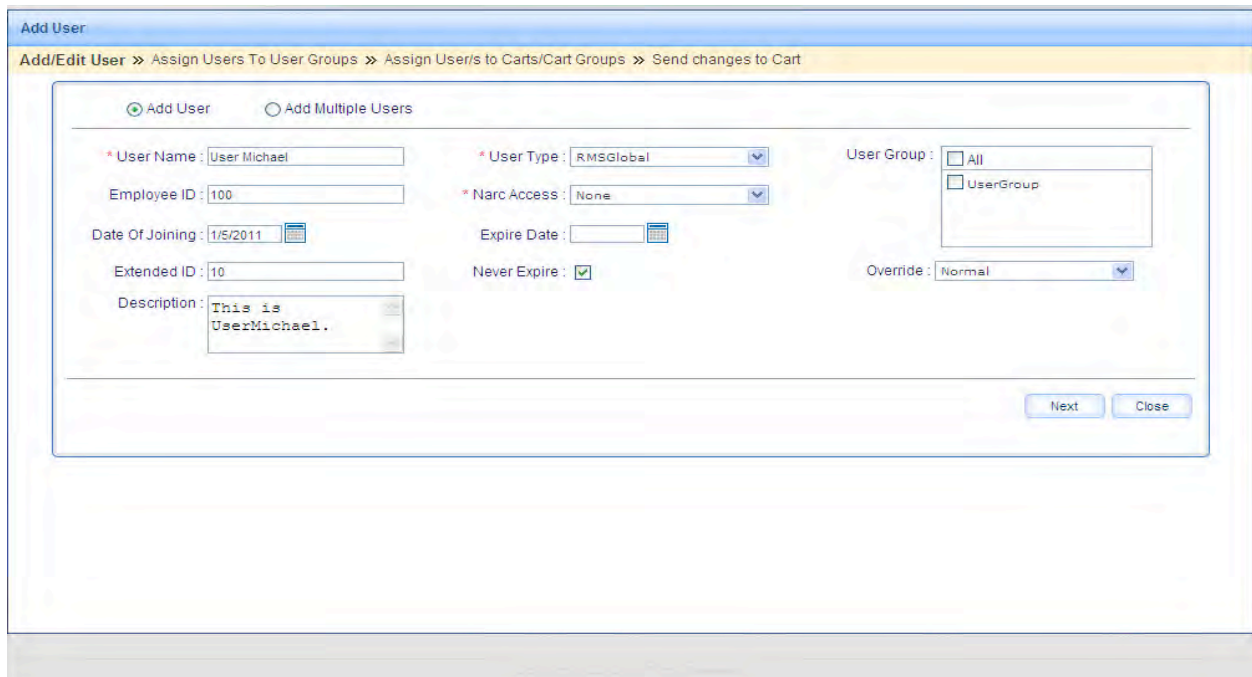 Add User
Add/Edit User » Assign Users To User Groups » Assign User/s to Carts/Cart Groups » Send changes to Cart
Add User Add Multiple Users
* User Name : User Michael * User Type : RMSGlobal User Group : All
Employee ID : 100 * Narc Access : None UserGroup
Date Of Joining : 1/5/2011 Expire Date :
Extended ID : 10 Never Expire : Override : Normal
Description : This is
UserMichael.
Next Close